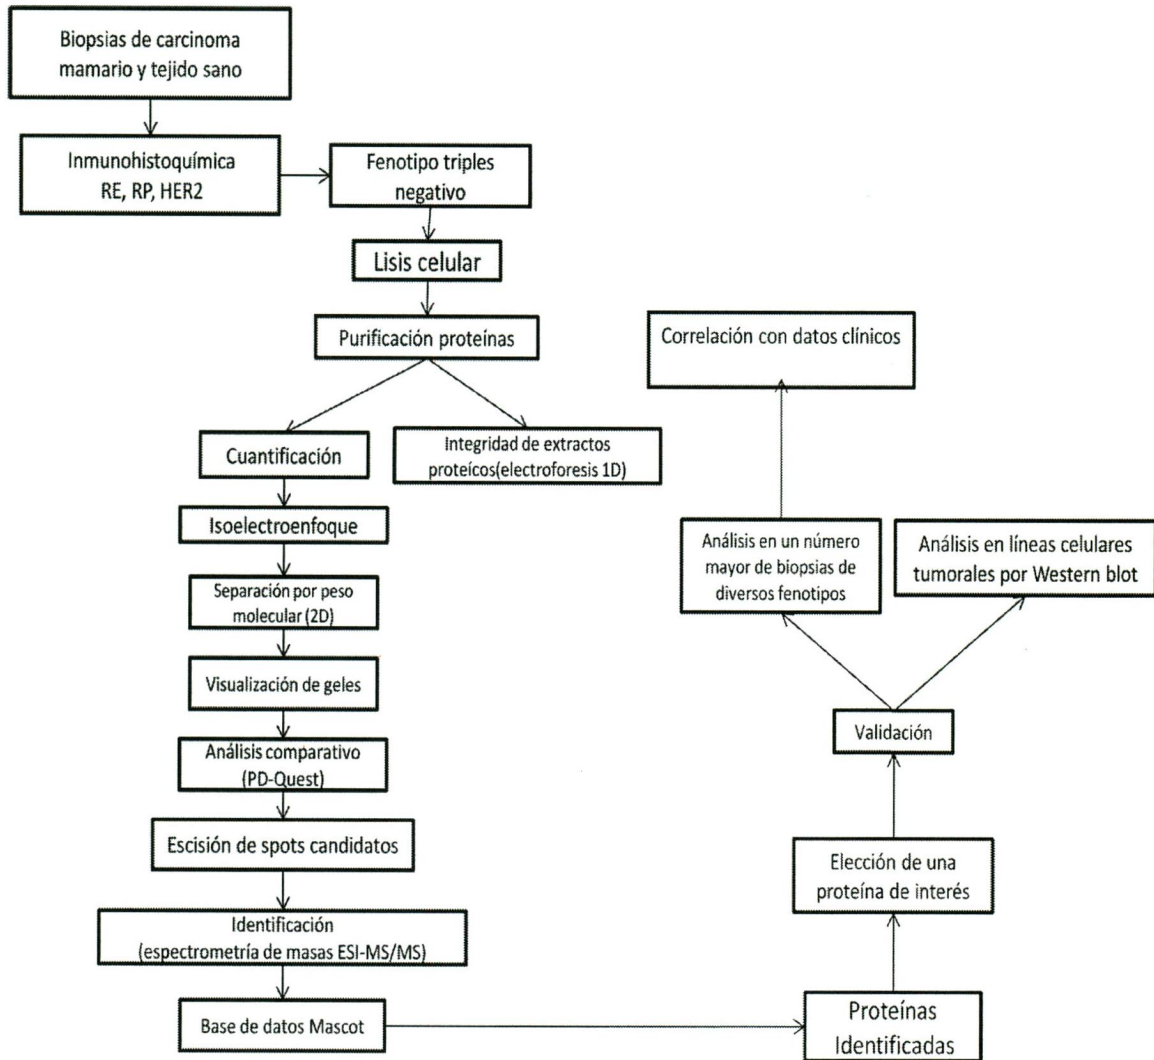 Biopsias de carcinoma
mamario y tejido sano
Inmunohistoquímica
RE, RP, HER2
Fenotipo triples
negativo
Lisis celular
Purificación proteínas
Cuantificación
Integridad de extractos
proteícos(electroforesis 1D)
Isoelectroenfoque
Separación por peso
molecular (2D)
Visualización de geles
Análisis comparativo
(PD-Quest)
Escisión de spots candidatos
Identificación
(espectrometría de masas ESI-MS/MS)
Base de datos Mascot
Proteínas
Identificadas
Elección de una
proteína de interés
Validación
Análisis en un número
mayor de biopsias de
diversos fenotipos
Análisis en líneas celulares
tumorales por Western blot
Correlación con datos clínicos